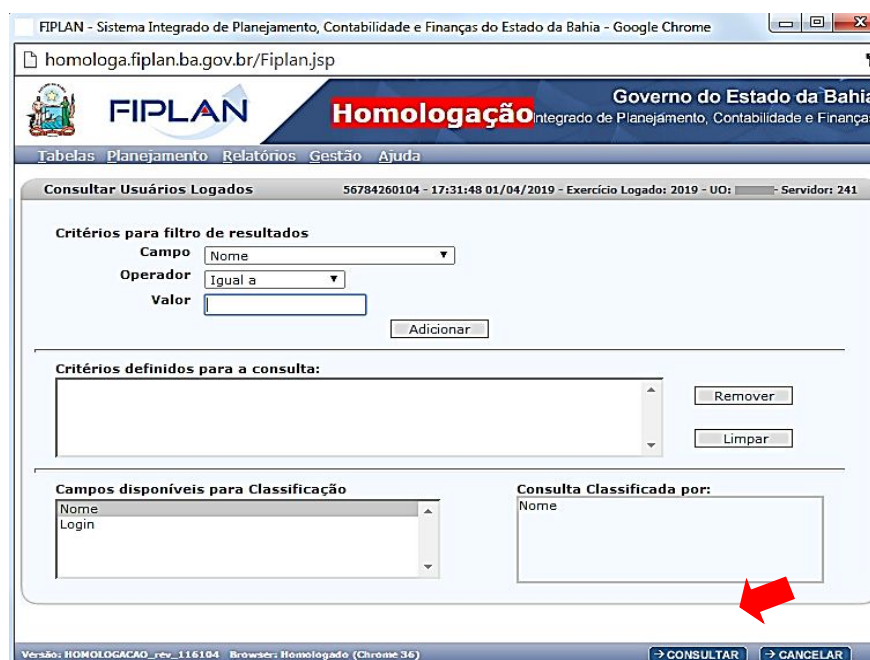 FIPLAN - Sistema Integrado de Planejamento, Contabilidade e Finanças do Estado da Bahia - Google Chrome
homologa.fiplan.ba.gov.br/Fiplan.jsp
FIPLAN
Homologação
Governo do Estado da Bahia
Integrado de Planejamento, Contabilidade e Finanças
Tabelas Planejamento Relatórios Gestão Ajuda
Consultar Usuários Logados 56784260104 - 17:31:48 01/04/2019 - Exercício Logado: 2019 - UO: - Servidor: 241
Critérios para filtro de resultados
Campo Nome
Operador Igual a
Valor
Adicionar
Critérios definidos para a consulta:
Remover
Limpar
Campos disponíveis para Classificação Consulta Classificada por:
Nome Nome
Login
Versão: HOMOLOGACAO_rev_116104 Browser: Homologado (Chrome 36) CONSULTAR CANCELAR